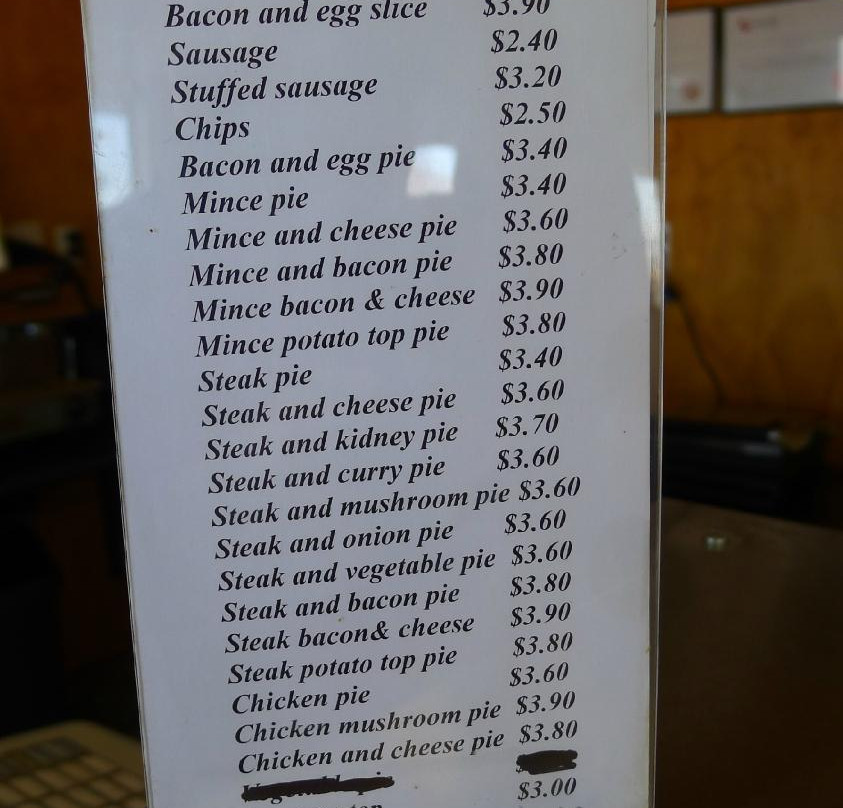 Bacon and egg slice $3.90
Sausage $2.40
Stuffed sausage $3.20
Chips $2.50
Bacon and egg pie $3.40
Mince pie $3.40
Mince and cheese pie $3.60
Mince and bacon pie $3.80
Mince bacon & cheese $3.90
Mince potato top pie $3.80
Steak pie $3.40
Steak and cheese pie $3.60
Steak and kidney pie $3.70
Steak and curry pie $3.60
Steak and mushroom pie $3.60
Steak and onion pie $3.60
Steak and vegetable pie $3.60
Steak and bacon pie $3.80
Steak bacon& cheese $3.90
Steak potato top pie $3.80
Chicken pie $3.60
Chicken mushroom pie $3.90
Chicken and cheese pie $3.80
$3.00